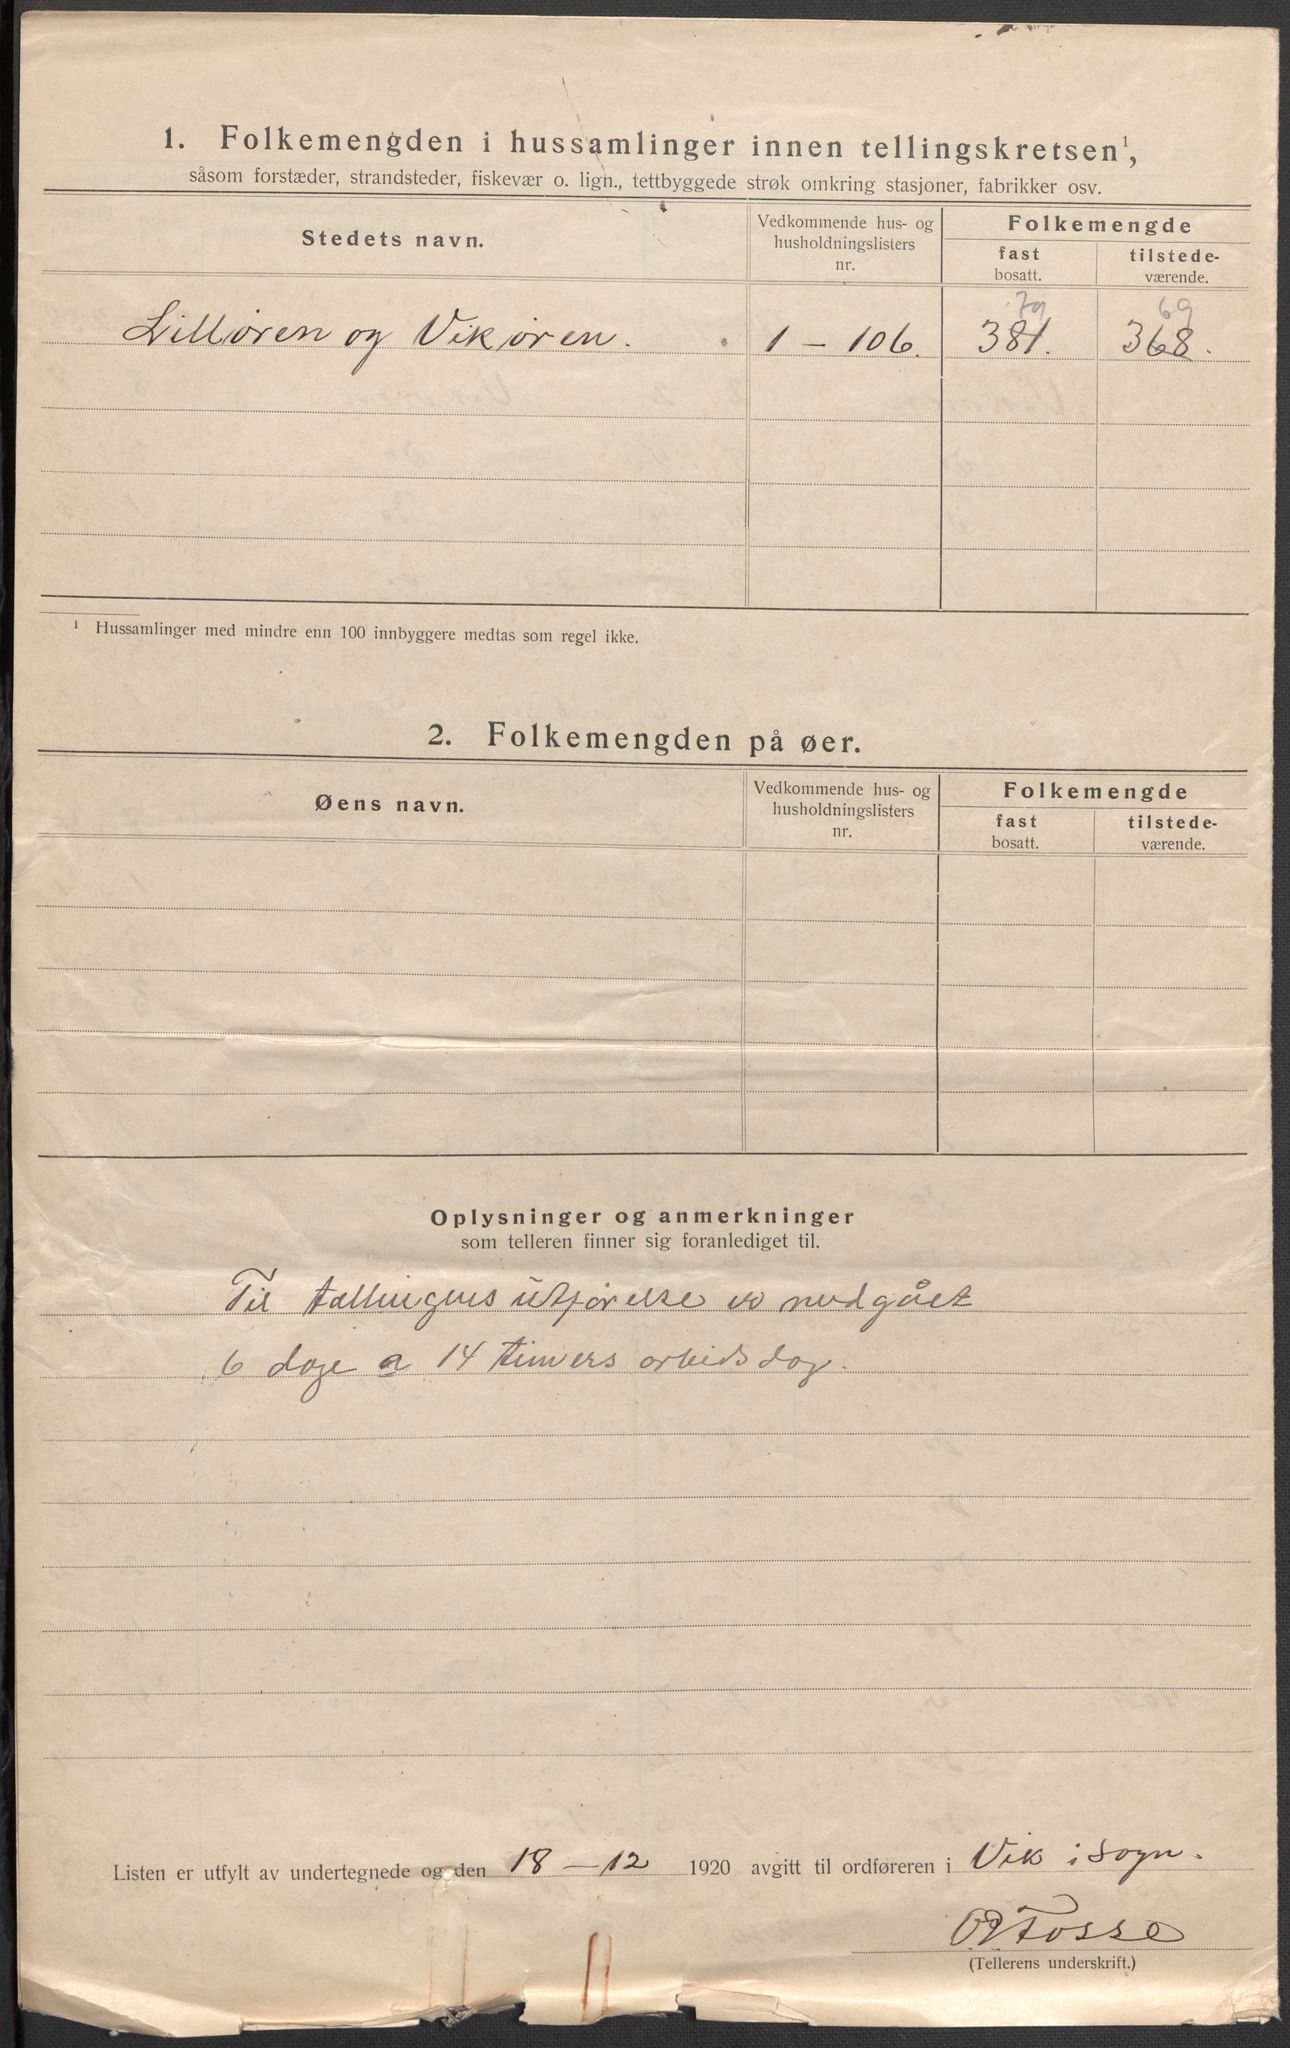 1. Folkemengden i hussamlinger innen tellingskretsen¹,
såsom forstæder, strandsteder, fiskevær o. lign., tettbyggede strøk omkring stasjoner, fabrikker osv.
Stedets navn.
Vedkommende hus- og husholdningslisters nr.
Folkemengde
fast bosatt.
tilstede-værende.
79 69
Lilløren og Vikøren. 1 – 106. 381. 368.
¹ Hussamlinger med mindre enn 100 innbyggere medtas som regel ikke.
2. Folkemengden på øer.
Øens navn.
Vedkommende hus- og husholdningslisters nr.
Folkemengde
fast bosatt.
tilstede-værende.
Oplysninger og anmerkninger
som telleren finner sig foranlediget til.
Til tællingens utførelse er medgået
6 dage a 14 timers arbeidsdag.
Listen er utfylt av undertegnede og den 18 – 12 1920 avgitt til ordføreren i Vik i Sogn.
Fosse
(Tellerens underskrift.)